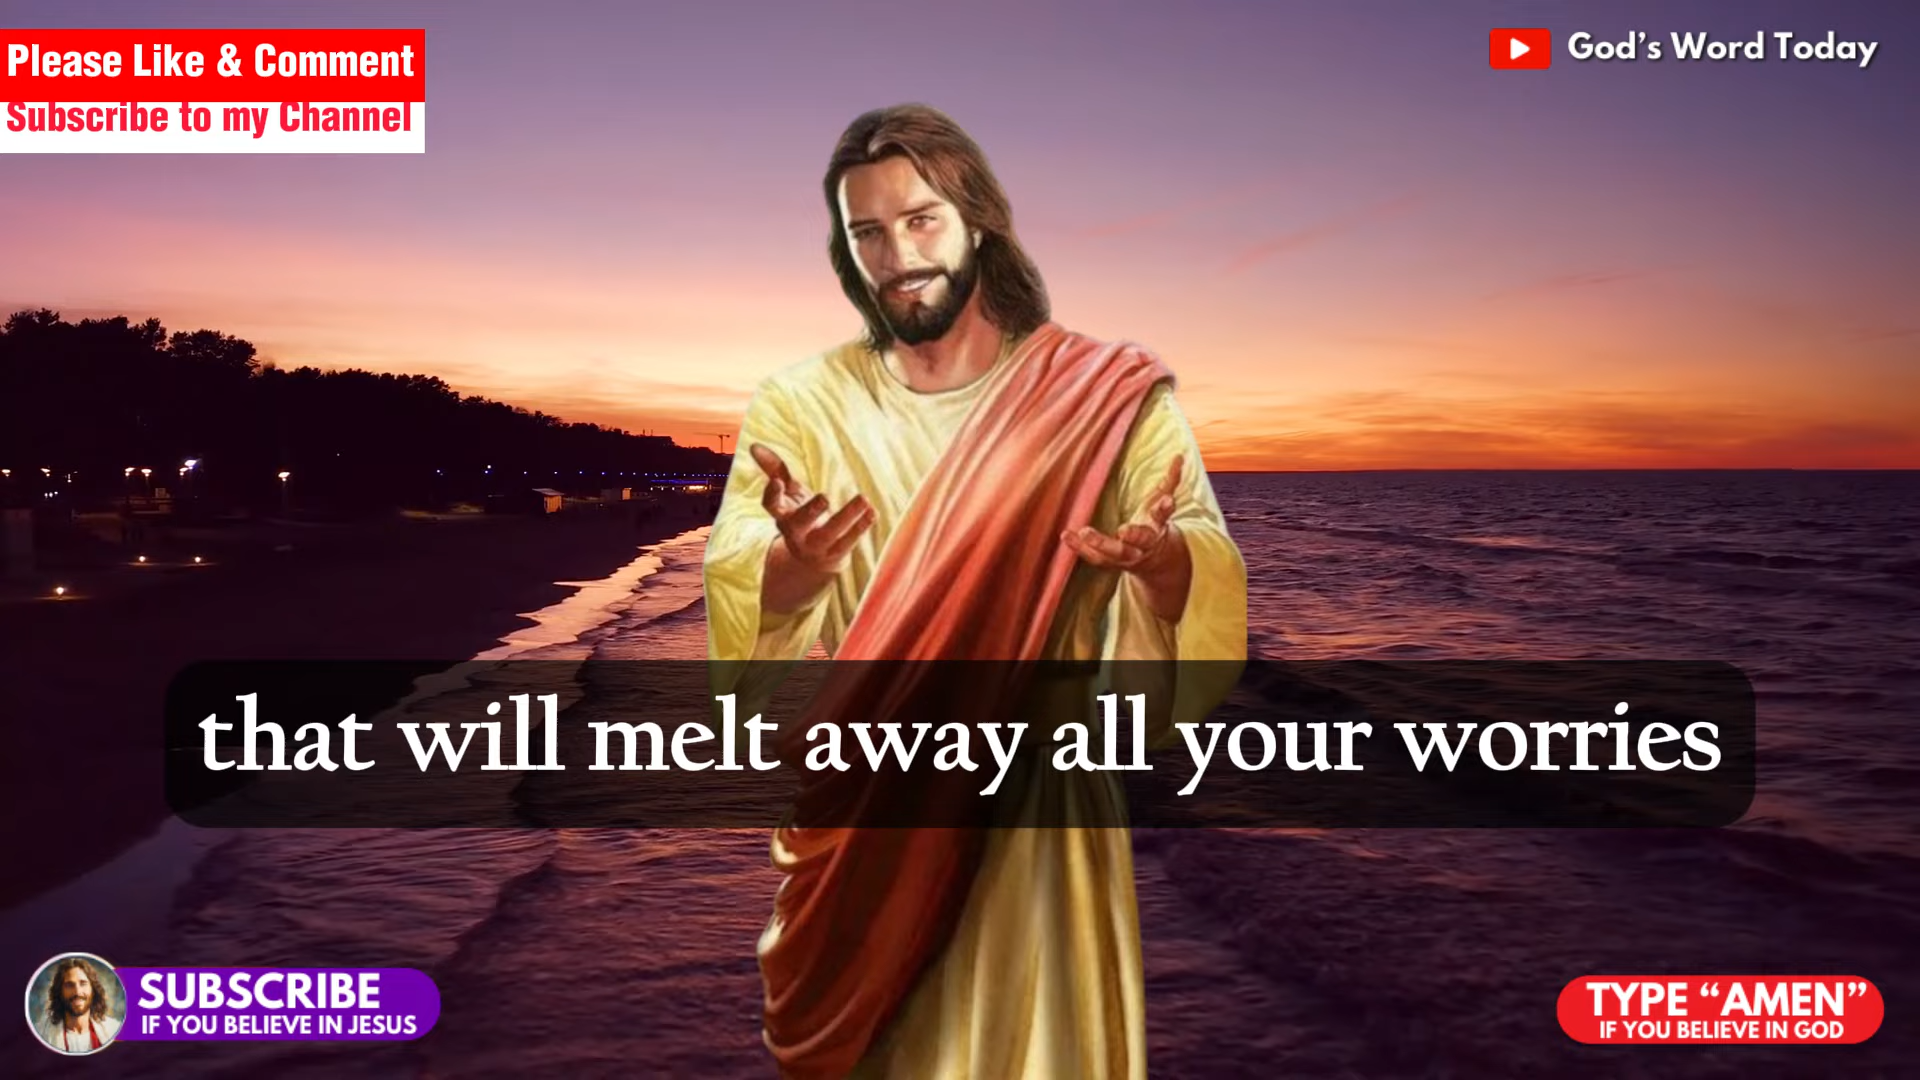 Please Like & Comment
Subscribe to my Channel
God's Word Today
that will melt away all your worries
SUBSCRIBE
IF YOU BELIEVE IN JESUS
TYPE “AMEN”
IF YOU BELIEVE IN GOD